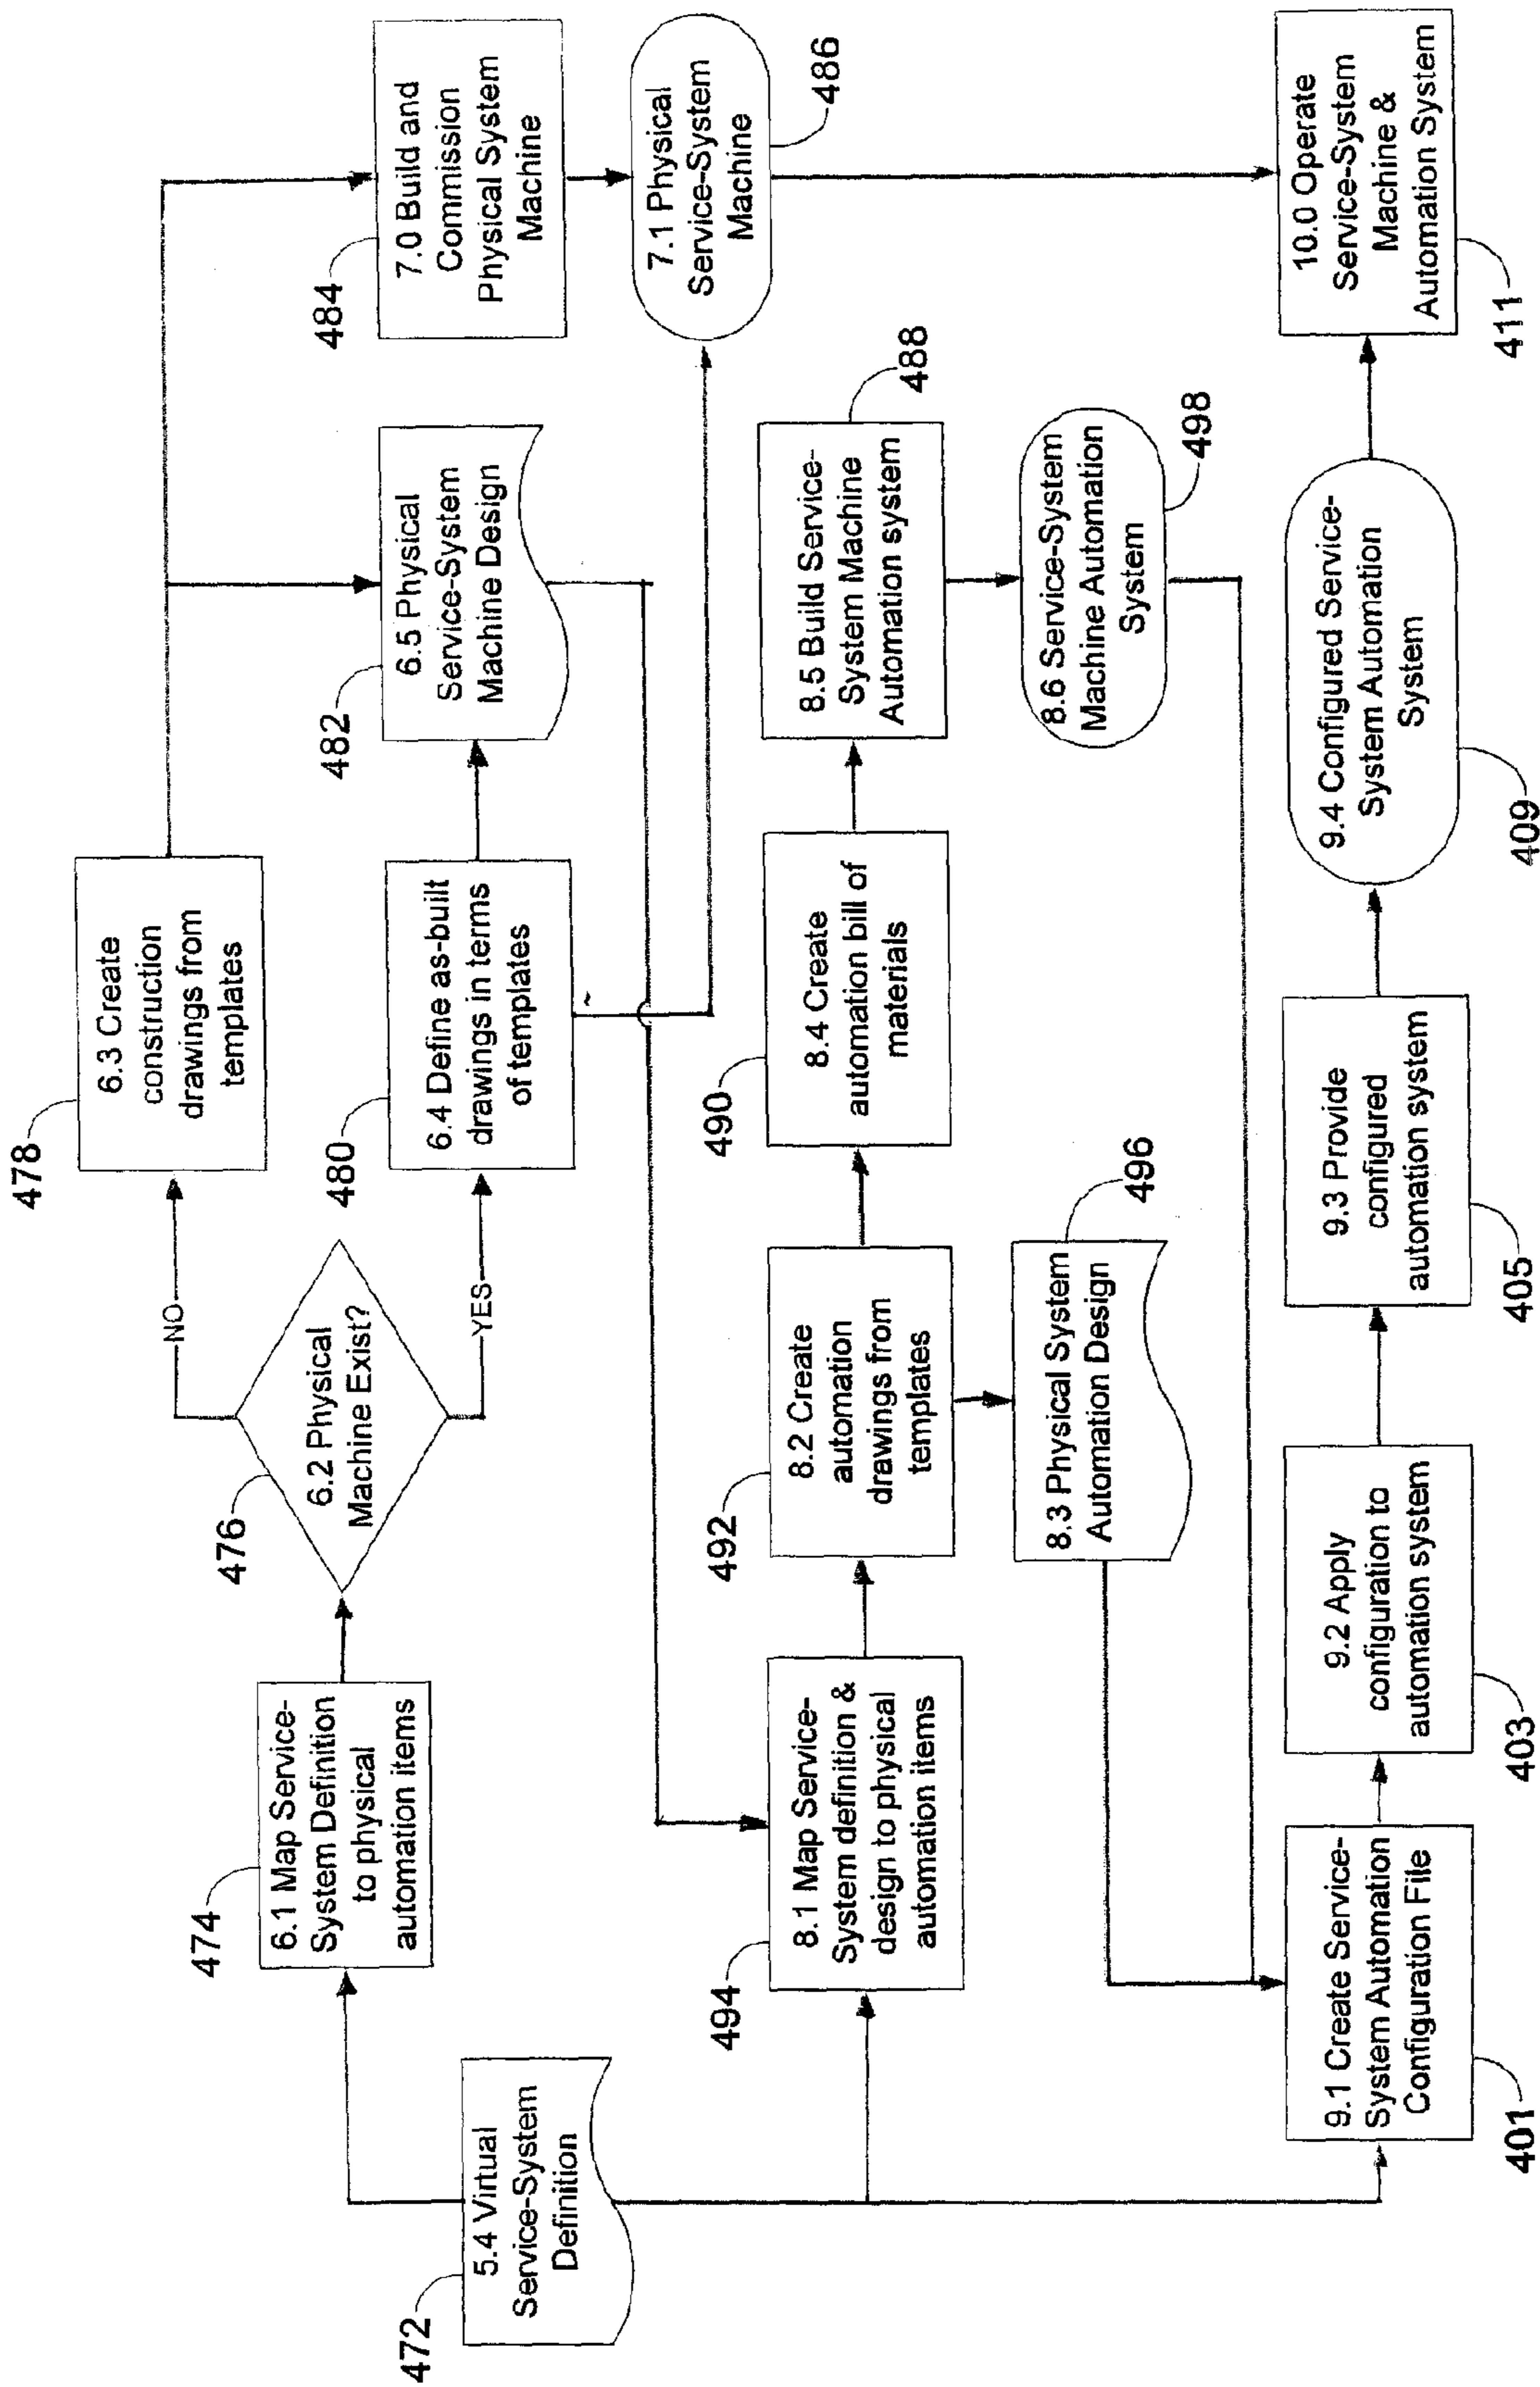 478
6.3 Create
construction
drawings from
templates
484
7.0 Build and
Commission
Physical System
Machine
474
6.1 Map Service-
System Definition
to physical
automation items
476
6.2 Physical
Machine Exist?
NO
YES
480
6.4 Define as-built
drawings in terms
of templates
482
6.5 Physical
Service-System
Machine Design
7.1 Physical
Service-System
Machine
486
472
5.4 Virtual
Service-System
Definition
494
8.1 Map Service-
System definition &
design to physical
automation items
492
8.2 Create
automation
drawings from
templates
490
8.4 Create
automation bill of
materials
8.5 Build Service-
System Machine
Automation system
488
8.3 Physical System
Automation Design
496
8.6 Service-System
Machine Automation
System
498
9.1 Create Service-
System Automation
Configuration File
401
9.2 Apply
configuration to
automation system
403
9.3 Provide
configured
automation system
405
9.4 Configured Service-
System Automation
System
409
10.0 Operate
Service-System
Machine &
Automation System
411